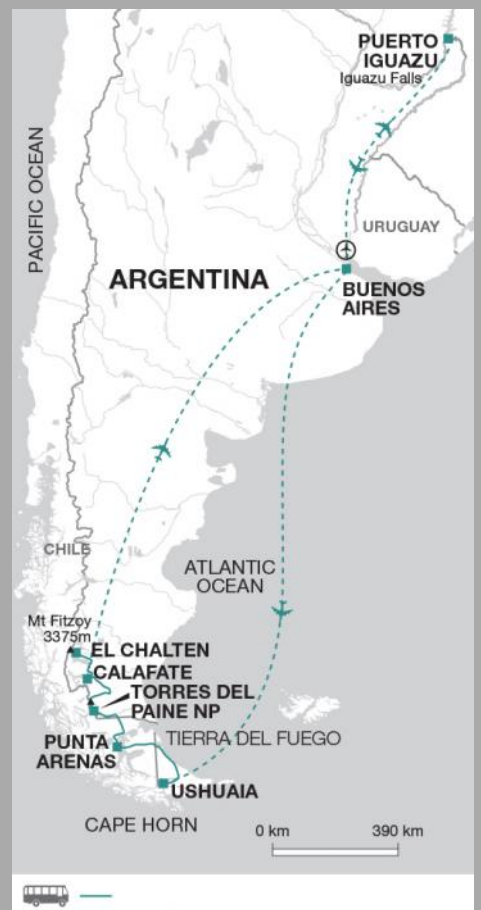 PUERTO
IGUAZU
Iguazu Falls
PACIFIC OCEAN
URUGUAY
ARGENTINA
BUENOS
AIRES
CHILE
ATLANTIC
OCEAN
Mt Fitzoy
3375m
EL CHALTEN
CALAFATE
TORRES DEL
PAINE NP
PUNTA
ARENAS
TIERRA DEL FUEGO
USHUAIA
CAPE HORN
0 km
390 km